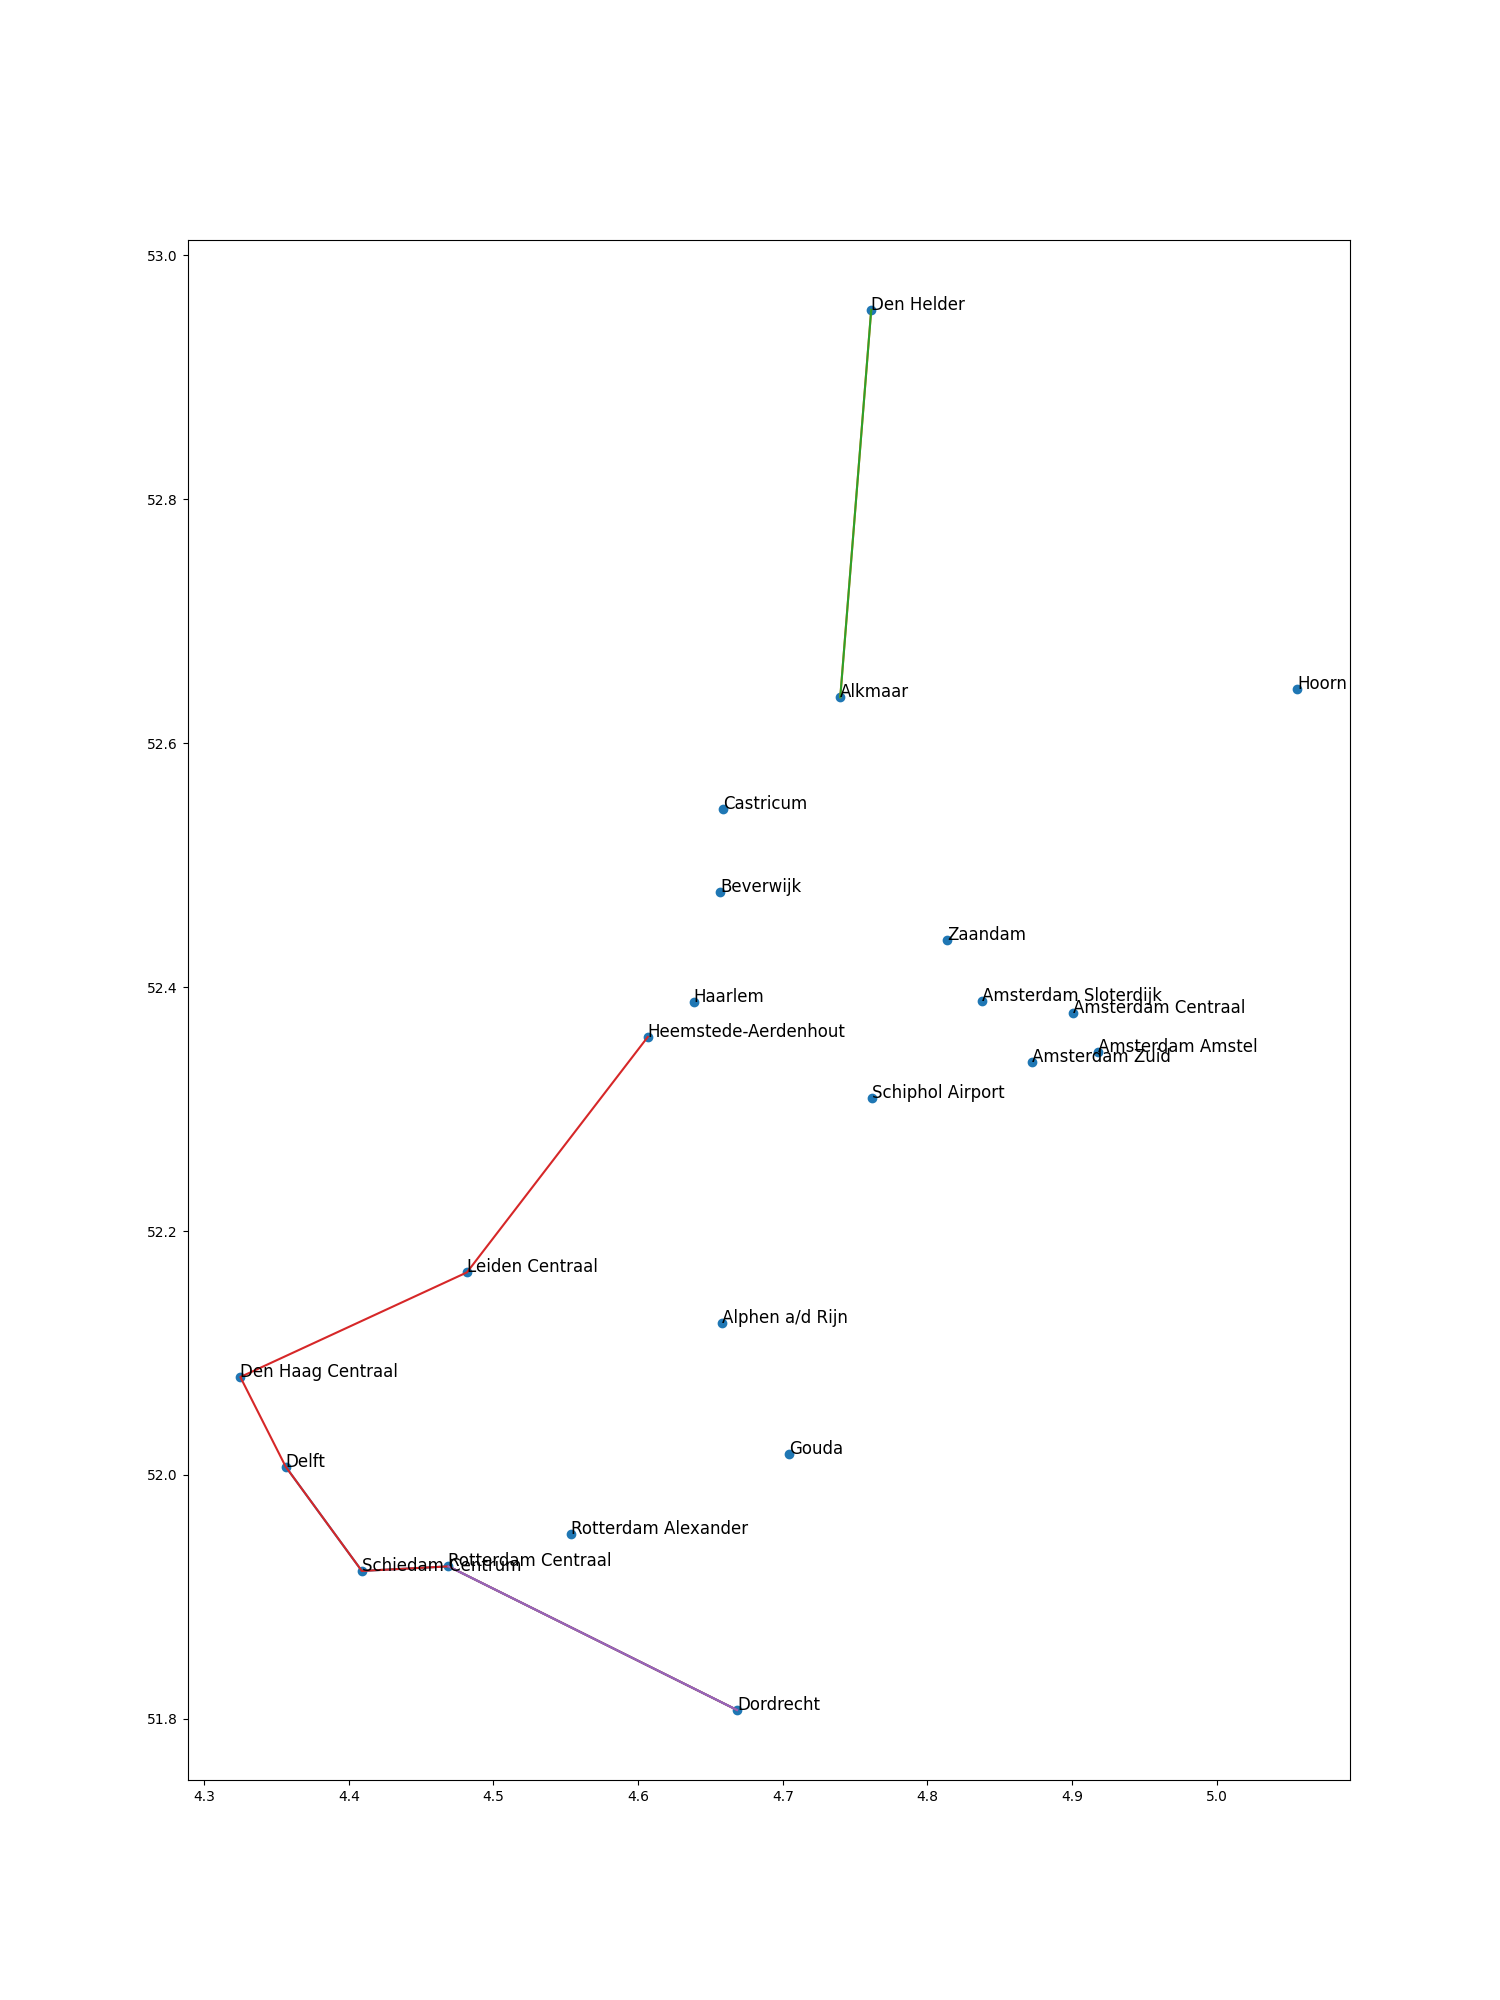 53.0
Den Helder
52.8
Hoorn
Alkmaar
52.6
Castricum
Beverwijk
Zaandam
52.4
Haarlem
Amsterdam Sloterdijk
Amsterdam Centraal
Heemstede-Aerdenhout
Amsterdam Amstel
Amsterdam Zuid
Schiphol Airport
52.2
Leiden Centraal
Alphen a/d Rijn
Den Haag Centraal
Gouda
Delft
52.0
Rotterdam Alexander
Rotterdam Centraal
Schiedam Centrum
Dordrecht
51.8
4.3 4.4 4.5 4.6 4.7 4.8 4.9 5.0